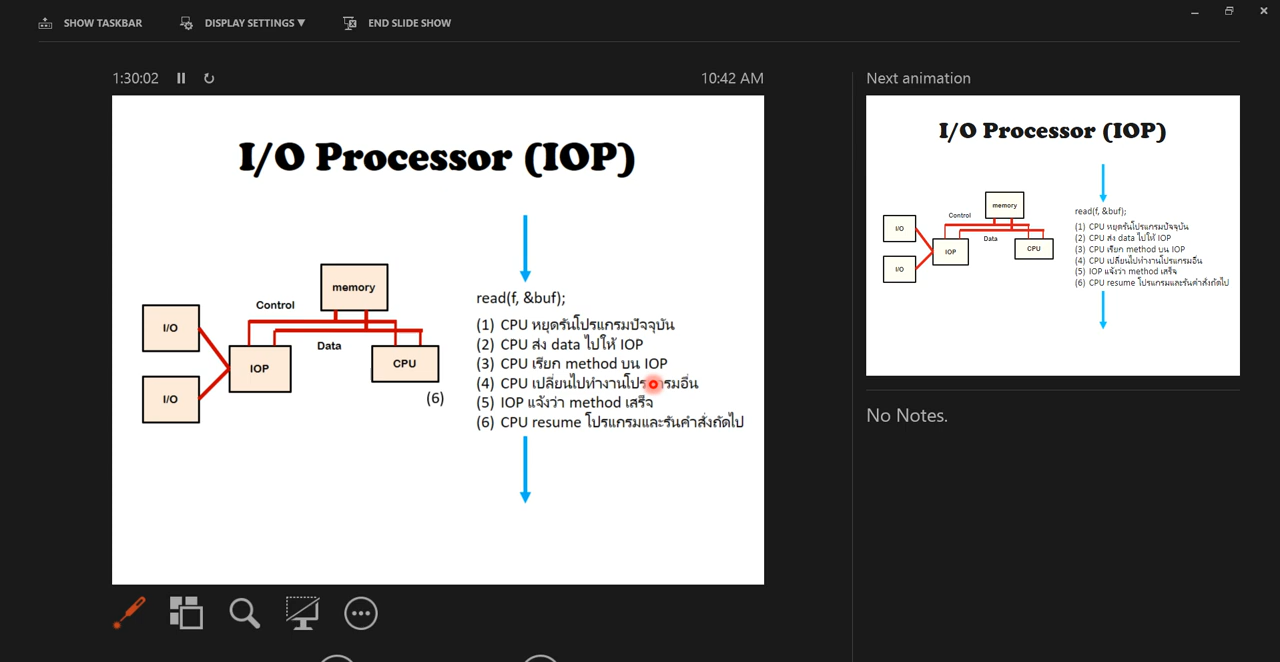 SHOW TASKBAR
DISPLAY SETTINGS ▼
END SLIDE SHOW
1:30:02
10:42 AM
I/O Processor (IOP)
memory
Control
I/O
Data
IOP
CPU
I/O
(6)
read(f, &buf);
(1) CPU หยุดรันโปรแกรมปัจจุบัน
(2) CPU ส่ง data ไปให้ IOP
(3) CPU เรียก method บน IOP
(4) CPU เปลี่ยนไปทำงานโปรแกรมอื่น
(5) IOP แจ้งว่า method เสร็จ
(6) CPU resume โปรแกรมและรันคำสั่งถัดไป
Next animation
I/O Processor (IOP)
memory
Control
I/O
Data
IOP
CPU
I/O
read(f, &buf);
(1) CPU หยุดรันโปรแกรมปัจจุบัน
(2) CPU ส่ง data ไปให้ IOP
(3) CPU เรียก method บน IOP
(4) CPU เปลี่ยนไปทำงานโปรแกรมอื่น
(5) IOP แจ้งว่า method เสร็จ
(6) CPU resume โปรแกรมและรันคำสั่งถัดไป
No Notes.